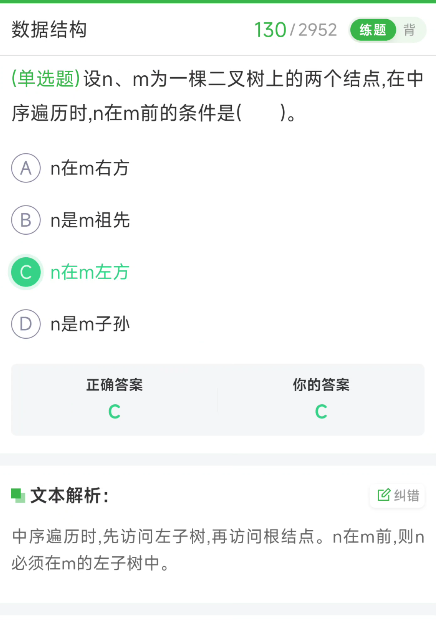 数据结构 130/2952 练题 背
(单选题)设n、m为一棵二叉树上的两个结点,在中
序遍历时,n在m前的条件是(  )。
A n在m右方
B n是m祖先
C n在m左方
D n是m子孙
正确答案 你的答案
C C
文本解析： 纠错
中序遍历时,先访问左子树,再访问根结点。n在m前,则n
必须在m的左子树中。